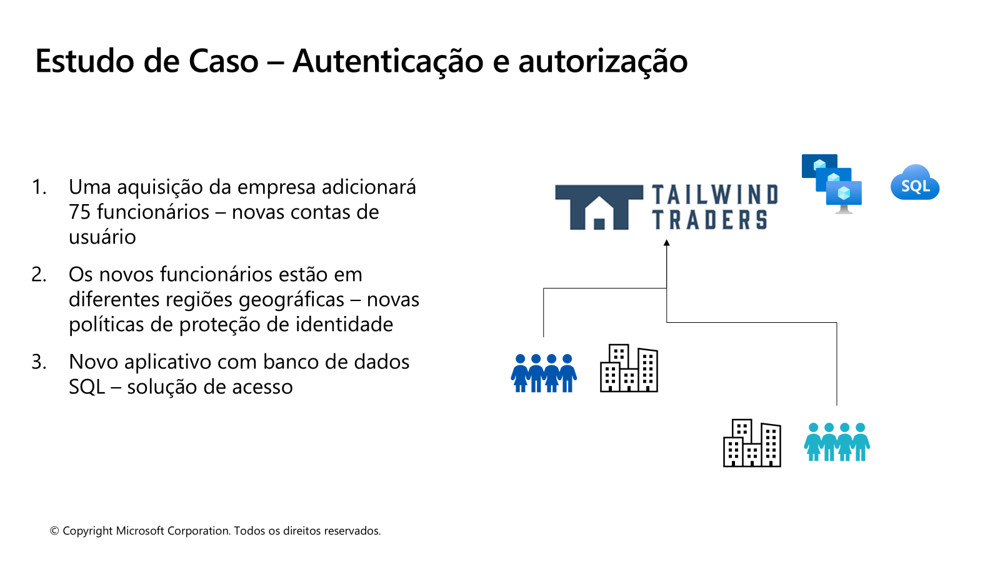 Estudo de Caso – Autenticação e autorização
1. Uma aquisição da empresa adicionará
75 funcionários – novas contas de
usuário
2. Os novos funcionários estão em
diferentes regiões geográficas – novas
políticas de proteção de identidade
3. Novo aplicativo com banco de dados
SQL – solução de acesso
TAILWIND
TRADERS
SQL
© Copyright Microsoft Corporation. Todos os direitos reservados.